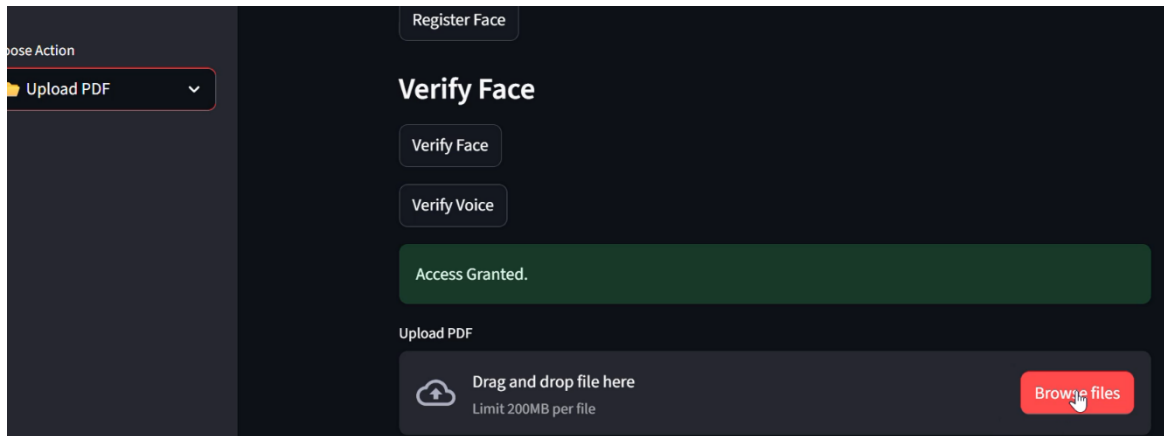 Register Face
oose Action
Upload PDF
Verify Face
Verify Face
Verify Voice
Access Granted.
Upload PDF
Drag and drop file here
Limit 200MB per file
Browse files